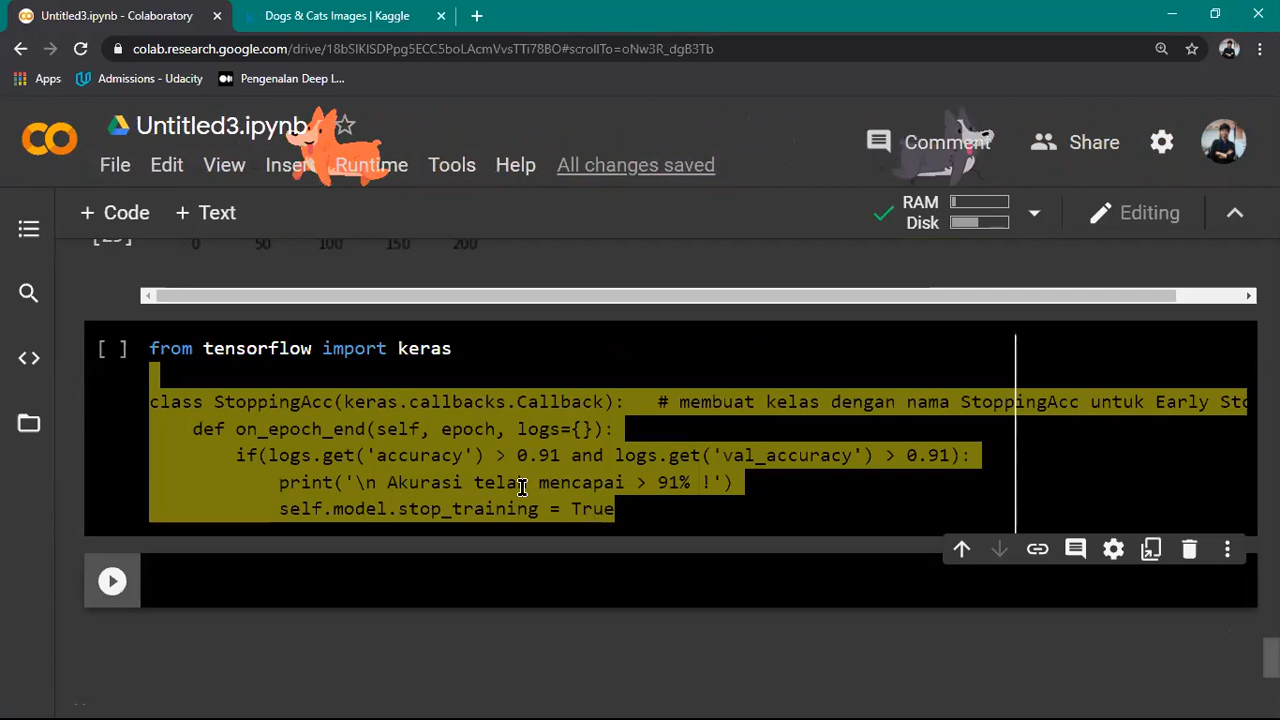 Untitled3.ipynb - Colaboratory
Dogs & Cats Images | Kaggle
colab.research.google.com/drive/18bSIKISDPpg5ECC5boLAcmVvsTTi78BO#scrollTo=oNw3R_dgB3Tb
Apps
Admissions - Udacity
Pengenalan Deep L...
Untitled3.ipynb
Comment
Share
File Edit View Insert Runtime Tools Help All changes saved
+ Code + Text
RAM
Disk
Editing
0 50 100 150 200
[ ] from tensorflow import keras
class StoppingAcc(keras.callbacks.Callback): # membuat kelas dengan nama StoppingAcc untuk Early
def on_epoch_end(self, epoch, logs={}):
if(logs.get('accuracy') > 0.91 and logs.get('val_accuracy') > 0.91):
print('\n Akurasi telah mencapai > 91% !')
self.model.stop_training = True